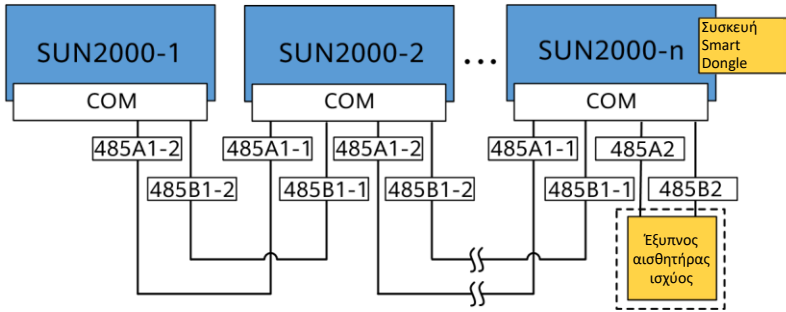 SUN2000-1
SUN2000-2
...
SUN2000-n
Συσκευή
Smart
Dongle
COM
COM
COM
485A1-2
485A1-1
485A1-2
485A1-1
485A2
485B1-2
485B1-1
485B1-2
485B1-1
485B2
Έξυπνος
αισθητήρας
ισχύος